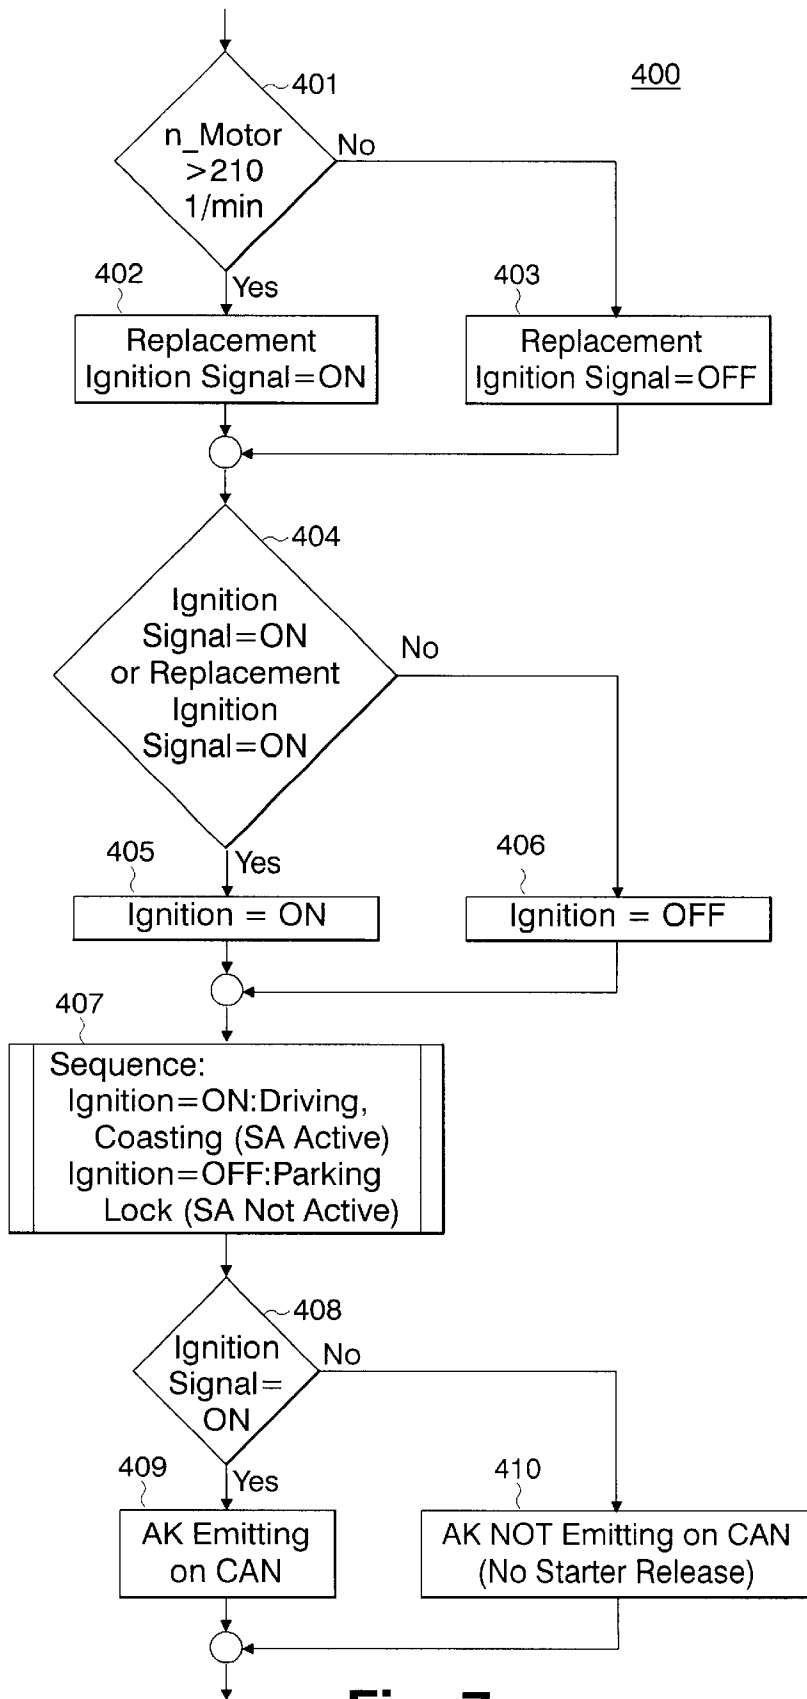 400
401
n_Motor
>210
1/min
No
Yes
402
Replacement
Ignition Signal=ON
403
Replacement
Ignition Signal=OFF
404
Ignition
Signal=ON
or Replacement
Ignition
Signal=ON
No
Yes
405
Ignition = ON
406
Ignition = OFF
407
Sequence:
Ignition=ON:Driving,
Coasting (SA Active)
Ignition=OFF:Parking
Lock (SA Not Active)
408
Ignition
Signal=
ON
No
Yes
409
AK Emitting
on CAN
410
AK NOT Emitting on CAN
(No Starter Release)